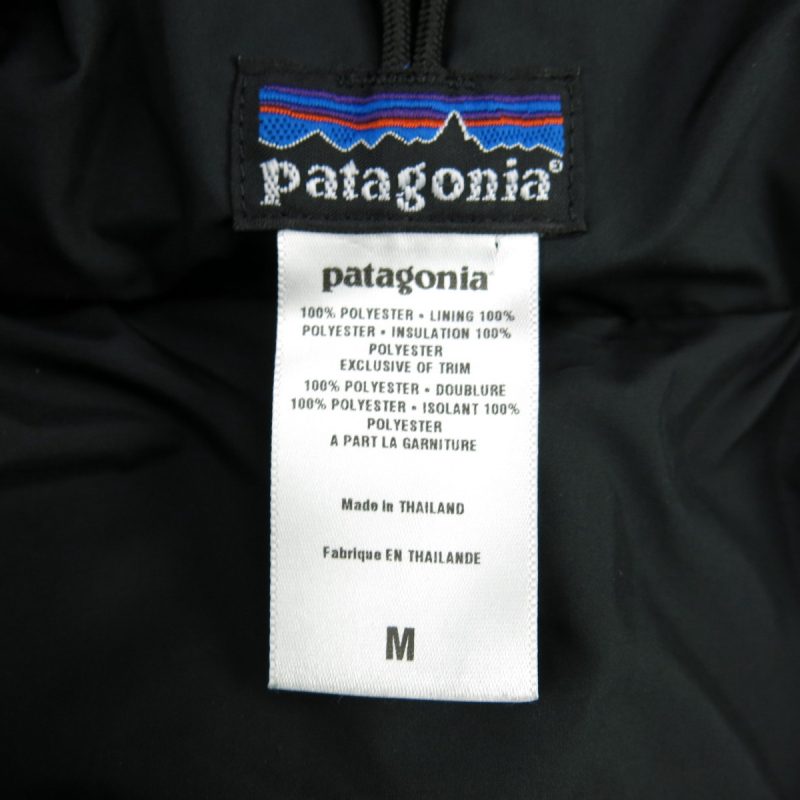 patagonia®
patagonia®
100% POLYESTER • LINING 100%
POLYESTER • INSULATION 100%
POLYESTER
EXCLUSIVE OF TRIM
100% POLYESTER • DOUBLURE
100% POLYESTER • ISOLANT 100%
POLYESTER
A PART LA GARNITURE
Made in THAILAND
Fabrique EN THAILANDE
M